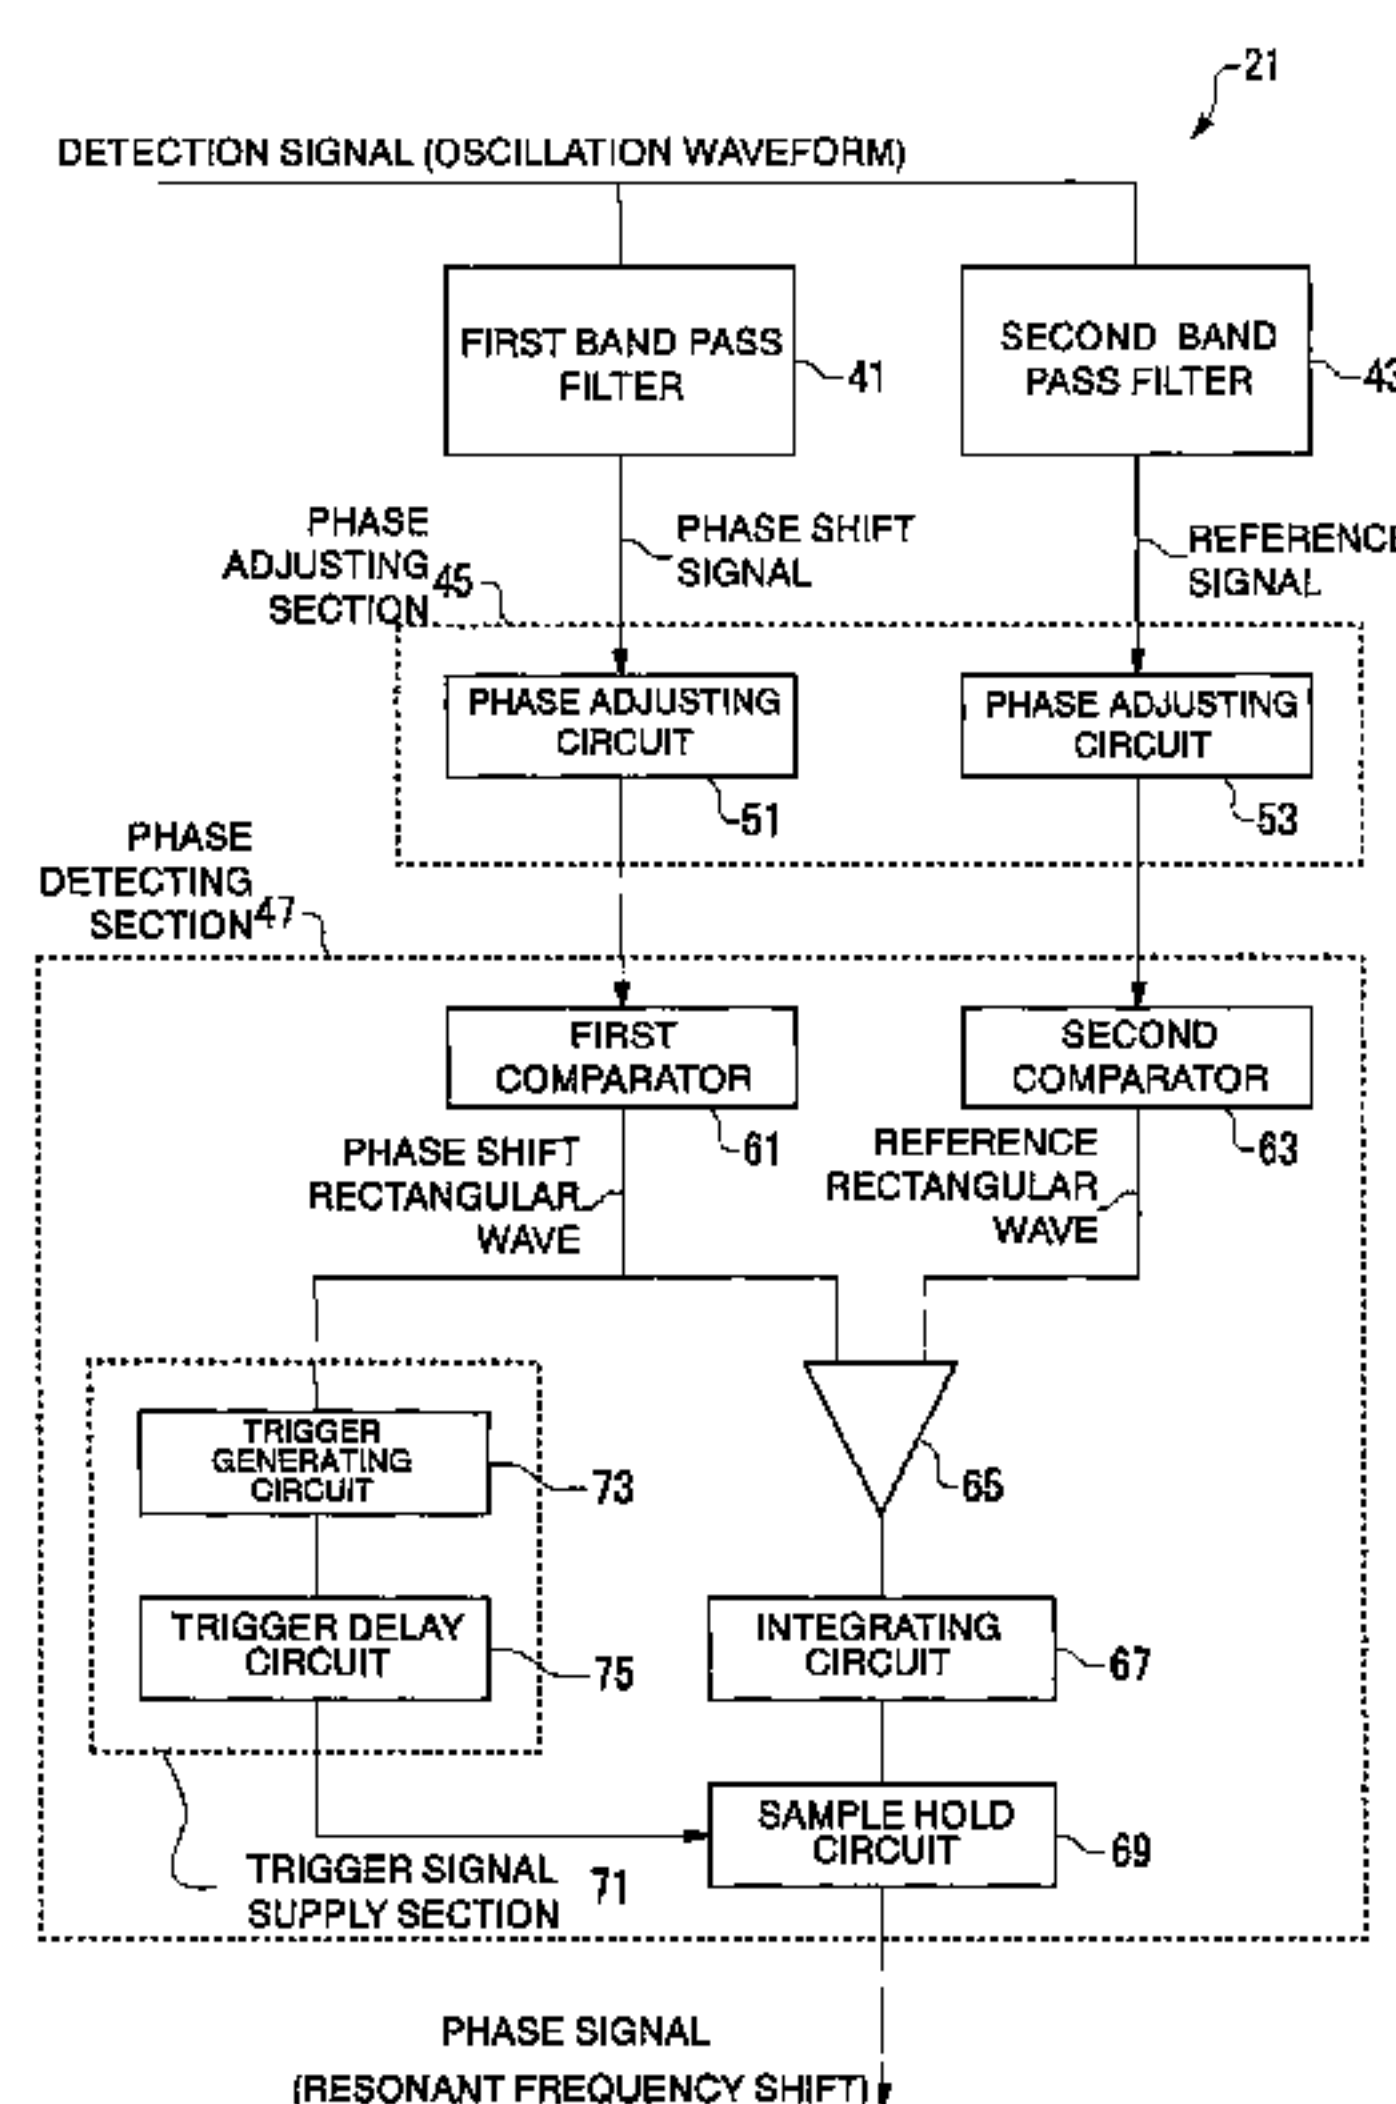 21
DETECTION SIGNAL (OSCILLATION WAVEFORM)
FIRST BAND PASS
FILTER
41
SECOND BAND
PASS FILTER
43
PHASE
ADJUSTING
SECTION
45
PHASE SHIFT
SIGNAL
REFERENCE
SIGNAL
PHASE ADJUSTING
CIRCUIT
51
PHASE ADJUSTING
CIRCUIT
53
PHASE
DETECTING
SECTION
47
FIRST
COMPARATOR
61
SECOND
COMPARATOR
63
PHASE SHIFT
RECTANGULAR
WAVE
REFERENCE
RECTANGULAR
WAVE
TRIGGER
GENERATING
CIRCUIT
73
65
TRIGGER DELAY
CIRCUIT
75
INTEGRATING
CIRCUIT
67
SAMPLE HOLD
CIRCUIT
69
TRIGGER SIGNAL
SUPPLY SECTION
71
PHASE SIGNAL
(RESONANT FREQUENCY SHIFT)